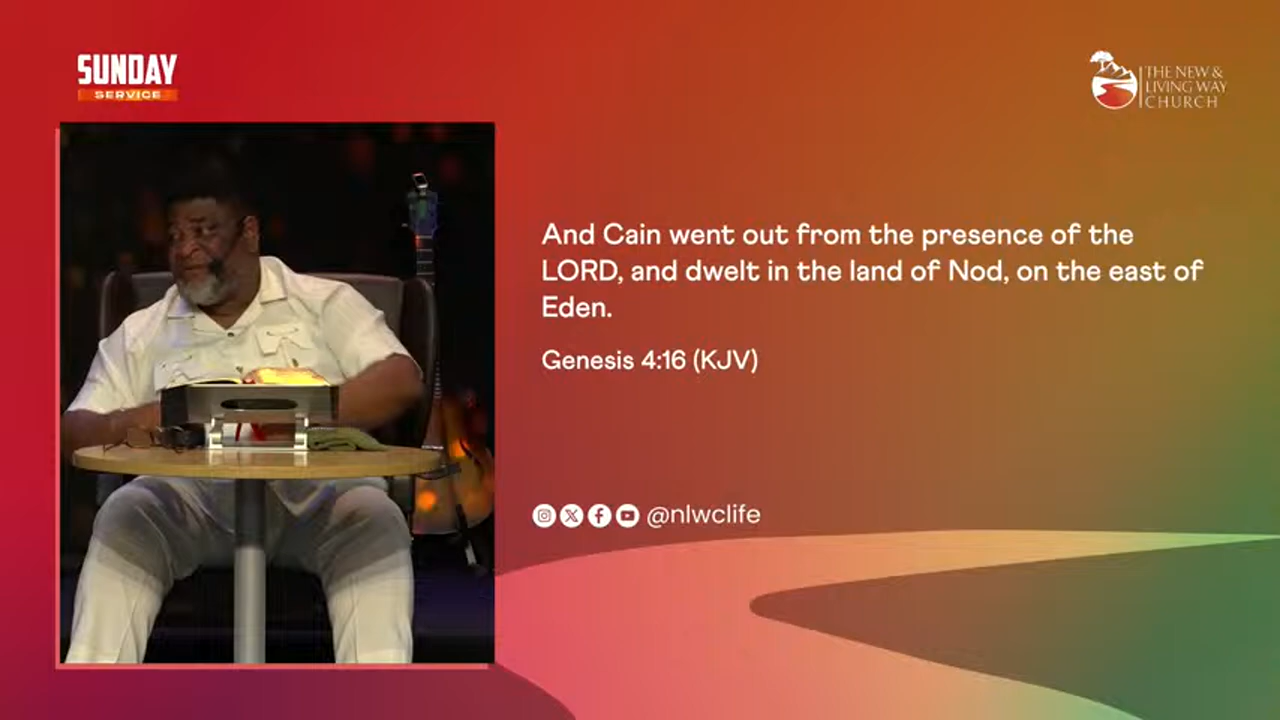 SUNDAY
SERVICE
THE NEW &
LIVING WAY
CHURCH
And Cain went out from the presence of the
LORD, and dwelt in the land of Nod, on the east of
Eden.
Genesis 4:16 (KJV)
@nlwclife